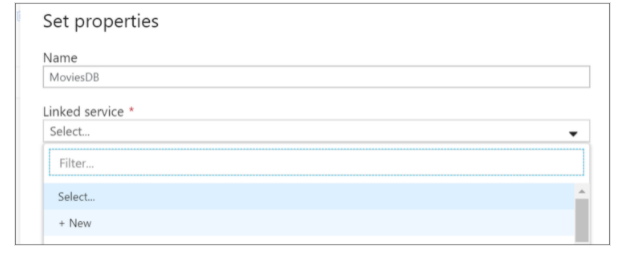 Set properties
Name
MoviesDB
Linked service *
Select...
Filter...
Select...
+ New